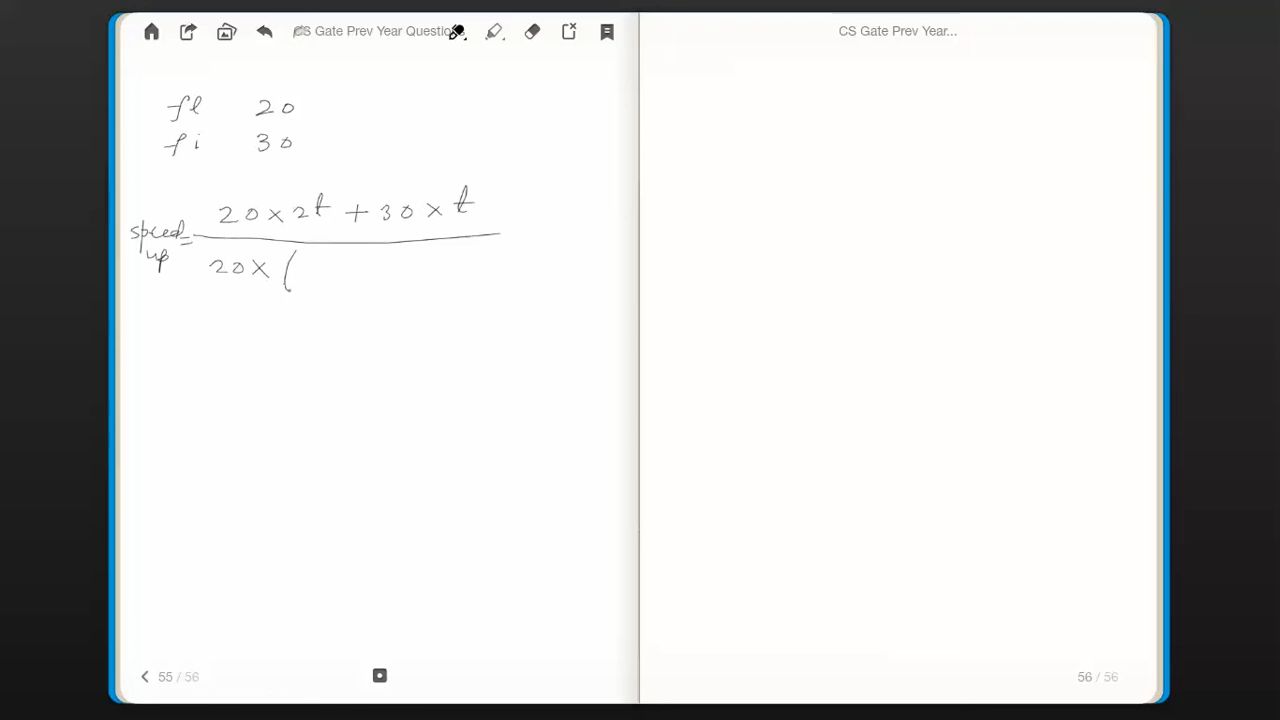 CS Gate Prev Year Questio
CS Gate Prev Year...
fl 20
fi 30
speed up = 20 × 2t + 30 × t
20 × (
55 / 56
56 / 56